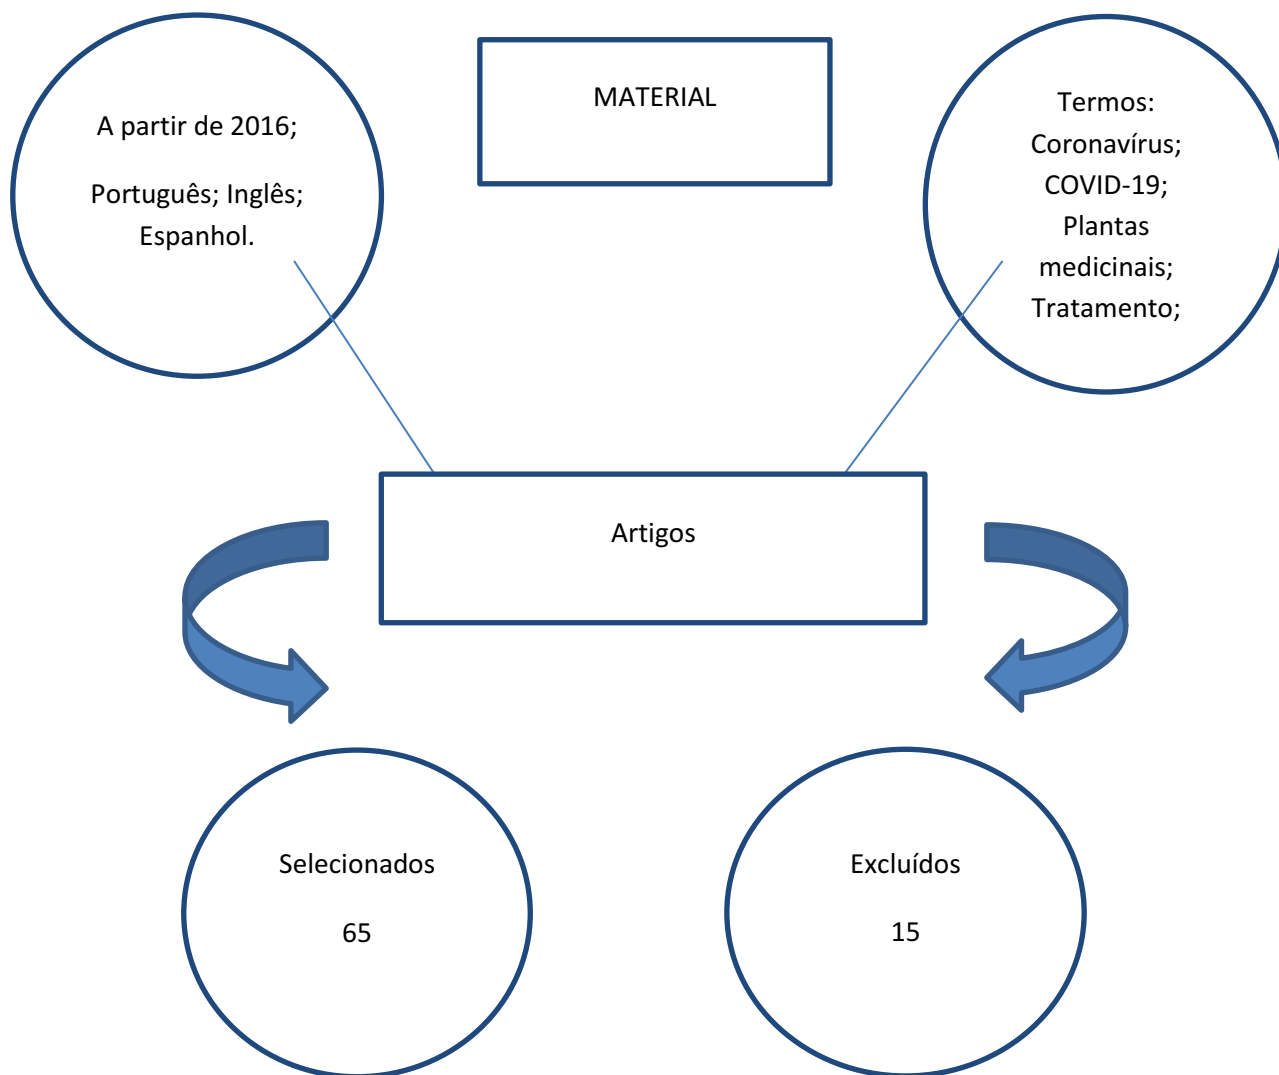 A partir de 2016;
Português; Inglês;
Espanhol.
MATERIAL
Termos:
Coronavírus;
COVID-19;
Plantas
medicinais;
Tratamento;
Artigos
Selecionados
65
Excluídos
15